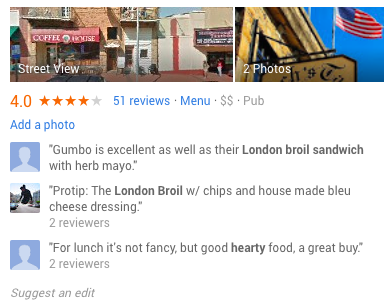 COFFEE HOUSE
Street View
2 Photos
4.0 51 reviews · Menu · $$ · Pub
Add a photo
"Gumbo is excellent as well as their London broil sandwich
with herb mayo."
"Protip: The London Broil w/ chips and house made bleu
cheese dressing."
2 reviewers
"For lunch it's not fancy, but good hearty food, a great buy."
2 reviewers
Suggest an edit